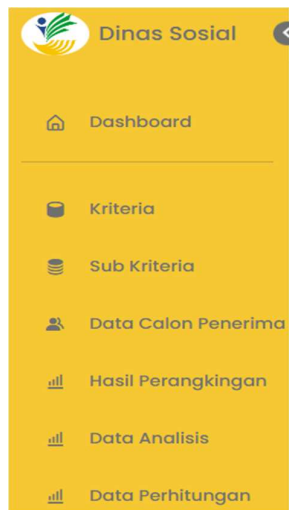 Dinas Sosial
Dashboard
Kriteria
Sub Kriteria
Data Calon Penerima
Hasil Perangkingan
Data Analisis
Data Perhitungan